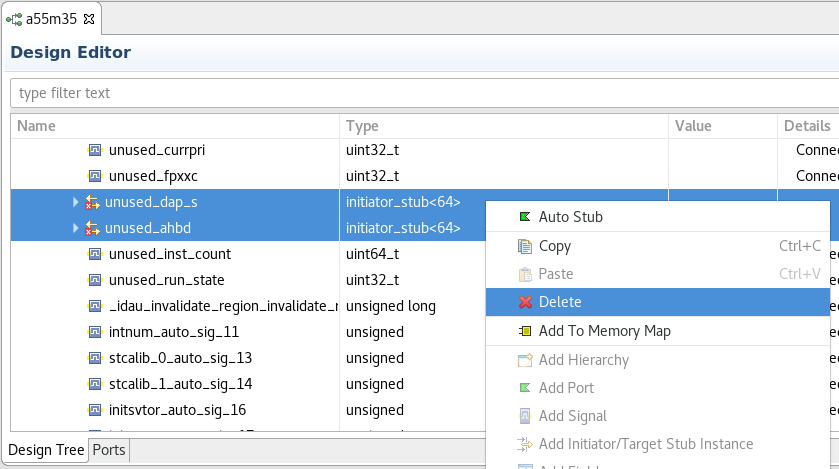 a55m35
Design Editor
type filter text
Name Type Value Details
unused_currpri uint32_t Conne
unused_fpxxc uint32_t Conne
unused_dap_s initiator_stub<64>
unused_ahbd initiator_stub<64>
unused_inst_count uint64_t
unused_run_state uint32_t
_idau_invalidate_region_invalidate_r unsigned long
intnum_auto_sig_11 unsigned
stcalib_0_auto_sig_13 unsigned
stcalib_1_auto_sig_14 unsigned
initsvtor_auto_sig_16 unsigned
Auto Stub
Copy Ctrl+C
Paste Ctrl+V
Delete
Add To Memory Map
Add Hierarchy
Add Port
Add Signal
Add Initiator/Target Stub Instance
Add Field
Design Tree Ports